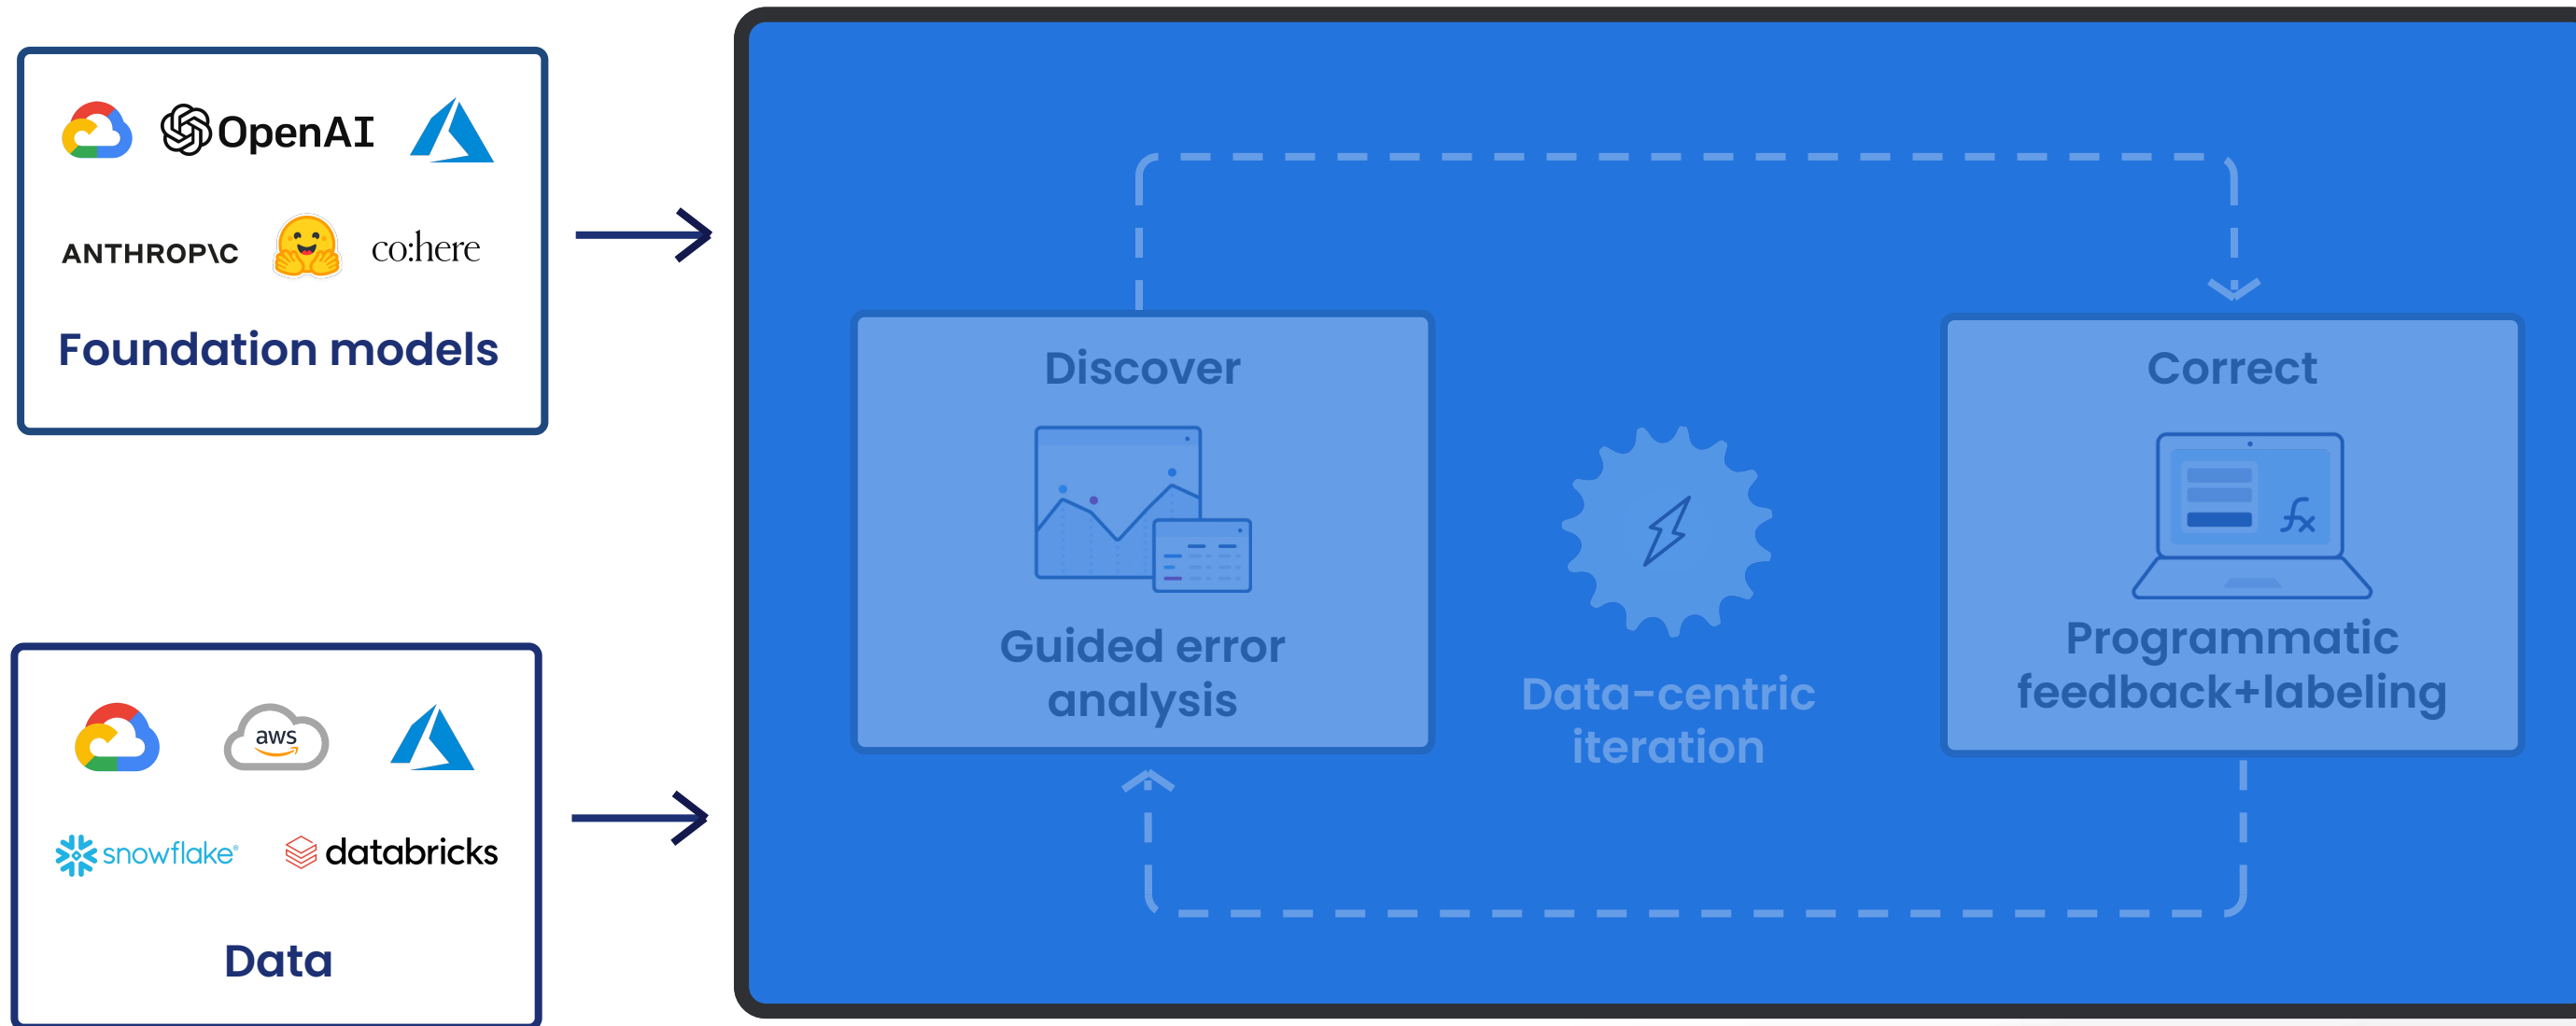 OpenAI
ANTHROP\C
co:here
Foundation models
aws
snowflake®
databricks
Data
Discover
Guided error
analysis
Data-centric
iteration
Correct
fx
Programmatic
feedback+labeling